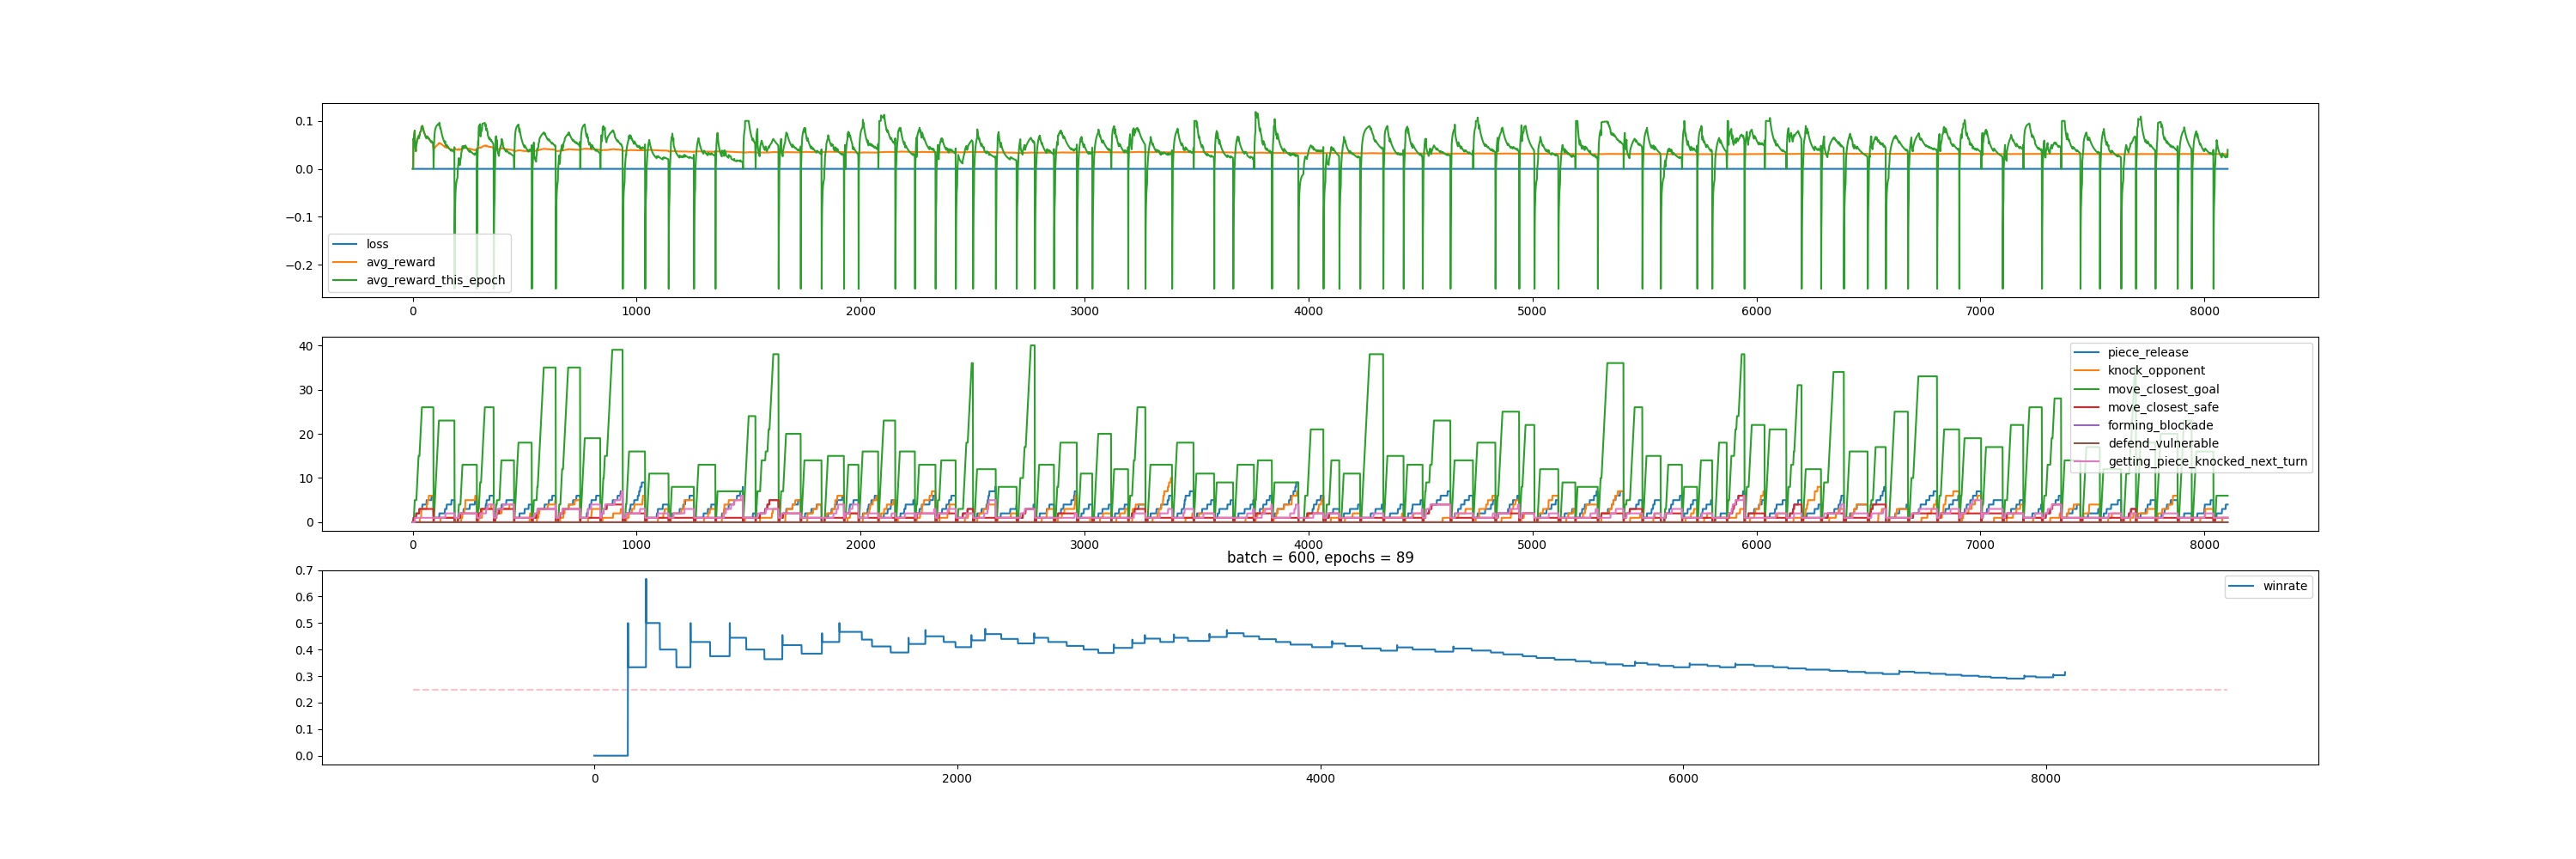 0.1
0.0
−0.1
−0.2
loss
avg_reward
avg_reward_this_epoch
0 1000 2000 3000 4000 5000 6000 7000 8000
40
30
20
10
0
piece_release
knock_opponent
move_closest_goal
move_closest_safe
forming_blockade
defend_vulnerable
getting_piece_knocked_next_turn
0 1000 2000 3000 4000 5000 6000 7000 8000
batch = 600, epochs = 89
0.7
0.6
0.5
0.4
0.3
0.2
0.1
0.0
winrate
0 2000 4000 6000 8000